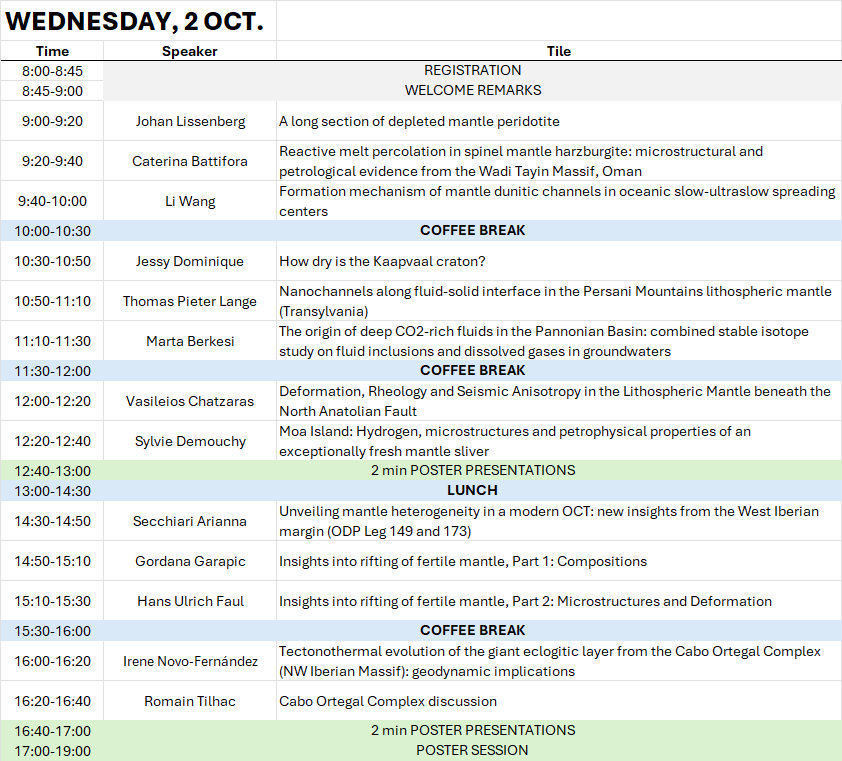 WEDNESDAY, 2 OCT.
Time Speaker Tile
8:00-8:45 REGISTRATION
8:45-9:00 WELCOME REMARKS
9:00-9:20 Johan Lissenberg A long section of depleted mantle peridotite
9:20-9:40 Caterina Battifora Reactive melt percolation in spinel mantle harzburgite: microstructural and
petrological evidence from the Wadi Tayin Massif, Oman
9:40-10:00 Li Wang Formation mechanism of mantle dunitic channels in oceanic slow-ultraslow spreading
centers
10:00-10:30 COFFEE BREAK
10:30-10:50 Jessy Dominique How dry is the Kaapvaal craton?
10:50-11:10 Thomas Pieter Lange Nanochannels along fluid-solid interface in the Persani Mountains lithospheric mantle
(Transylvania)
11:10-11:30 Marta Berkesi The origin of deep CO2-rich fluids in the Pannonian Basin: combined stable isotope
study on fluid inclusions and dissolved gases in groundwaters
11:30-12:00 COFFEE BREAK
12:00-12:20 Vasileios Chatzaras Deformation, Rheology and Seismic Anisotropy in the Lithospheric Mantle beneath the
North Anatolian Fault
12:20-12:40 Sylvie Demouchy Moa Island: Hydrogen, microstructures and petrophysical properties of an
exceptionally fresh mantle sliver
12:40-13:00 2 min POSTER PRESENTATIONS
13:00-14:30 LUNCH
14:30-14:50 Secchiari Arianna Unveiling mantle heterogeneity in a modern OCT: new insights from the West Iberian
margin (ODP Leg 149 and 173)
14:50-15:10 Gordana Garapic Insights into rifting of fertile mantle, Part 1: Compositions
15:10-15:30 Hans Ulrich Faul Insights into rifting of fertile mantle, Part 2: Microstructures and Deformation
15:30-16:00 COFFEE BREAK
16:00-16:20 Irene Novo-Fernández Tectonothermal evolution of the giant eclogitic layer from the Cabo Ortegal Complex
(NW Iberian Massif): geodynamic implications
16:20-16:40 Romain Tilhac Cabo Ortegal Complex discussion
16:40-17:00 2 min POSTER PRESENTATIONS
17:00-19:00 POSTER SESSION